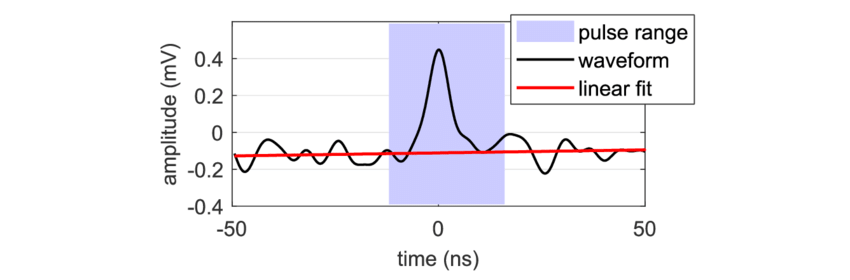 pulse range
waveform
linear fit
amplitude (mV)
0.4
0.2
0
-0.2
-0.4
-50
0
50
time (ns)